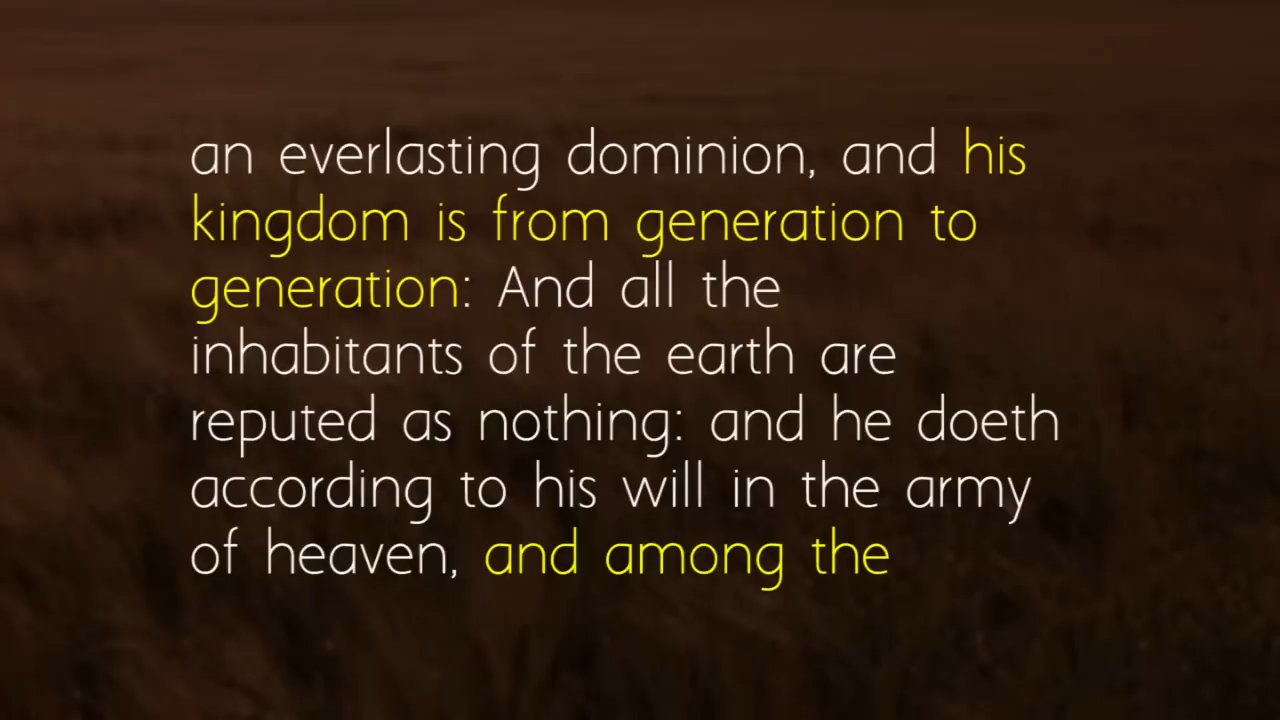 an everlasting dominion, and his
kingdom is from generation to
generation: And all the
inhabitants of the earth are
reputed as nothing: and he doeth
according to his will in the army
of heaven, and among the